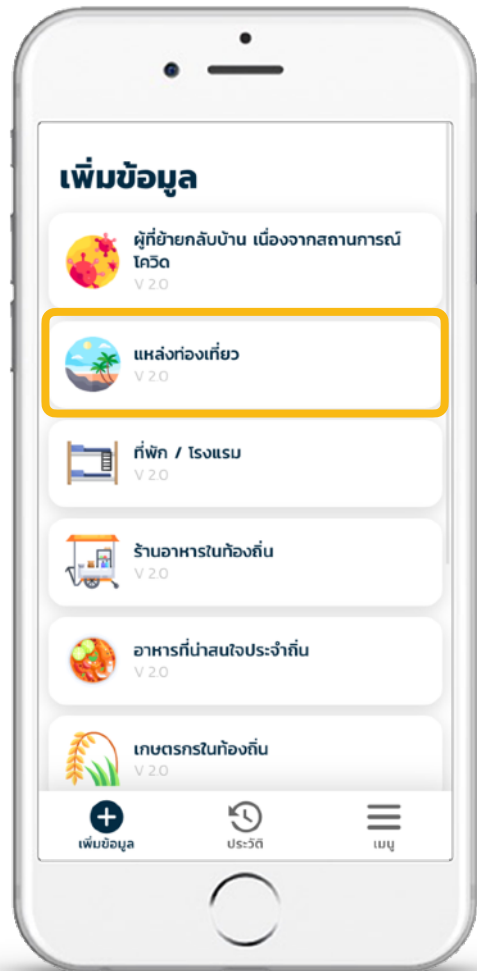 เพิ่มข้อมูล
ผู้ที่ย้ายกลับบ้าน เนื่องจากสถานการณ์
โควิด
V 2.0
แหล่งท่องเที่ยว
V 2.0
ที่พัก / โรงแรม
V 2.0
ร้านอาหารในท้องถิ่น
V 2.0
อาหารที่น่าสนใจประจำถิ่น
V 2.0
เกษตรกรในท้องถิ่น
V 2.0
เพิ่มข้อมูล
ประวัติ
เมนู